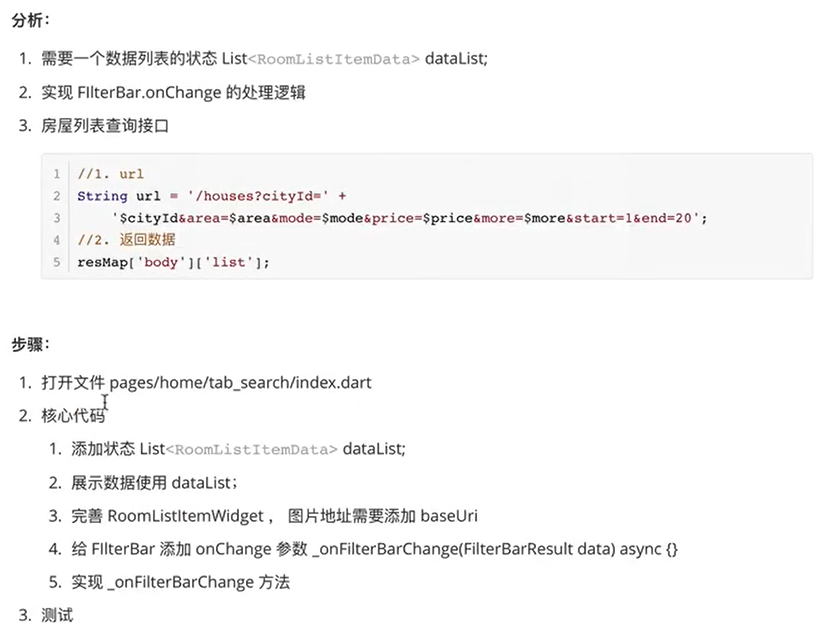 分析：
1. 需要一个数据列表的状态 List<RoomListItemData> dataList;
2. 实现 FIlterBar.onChange 的处理逻辑
3. 房屋列表查询接口
1 //1. url
2 String url = '/houses?cityId=' +
3 '$cityId&area=$area&mode=$mode&price=$price&more=$more&start=1&end=20';
4 //2. 返回数据
5 resMap['body']['list'];
步骤：
1. 打开文件 pages/home/tab_search/index.dart
2. 核心代码
1. 添加状态 List<RoomListItemData> dataList;
2. 展示数据使用 dataList；
3. 完善 RoomListItemWidget ， 图片地址需要添加 baseUri
4. 给 FIlterBar 添加 onChange 参数 _onFilterBarChange(FilterBarResult data) async {}
5. 实现 _onFilterBarChange 方法
3. 测试